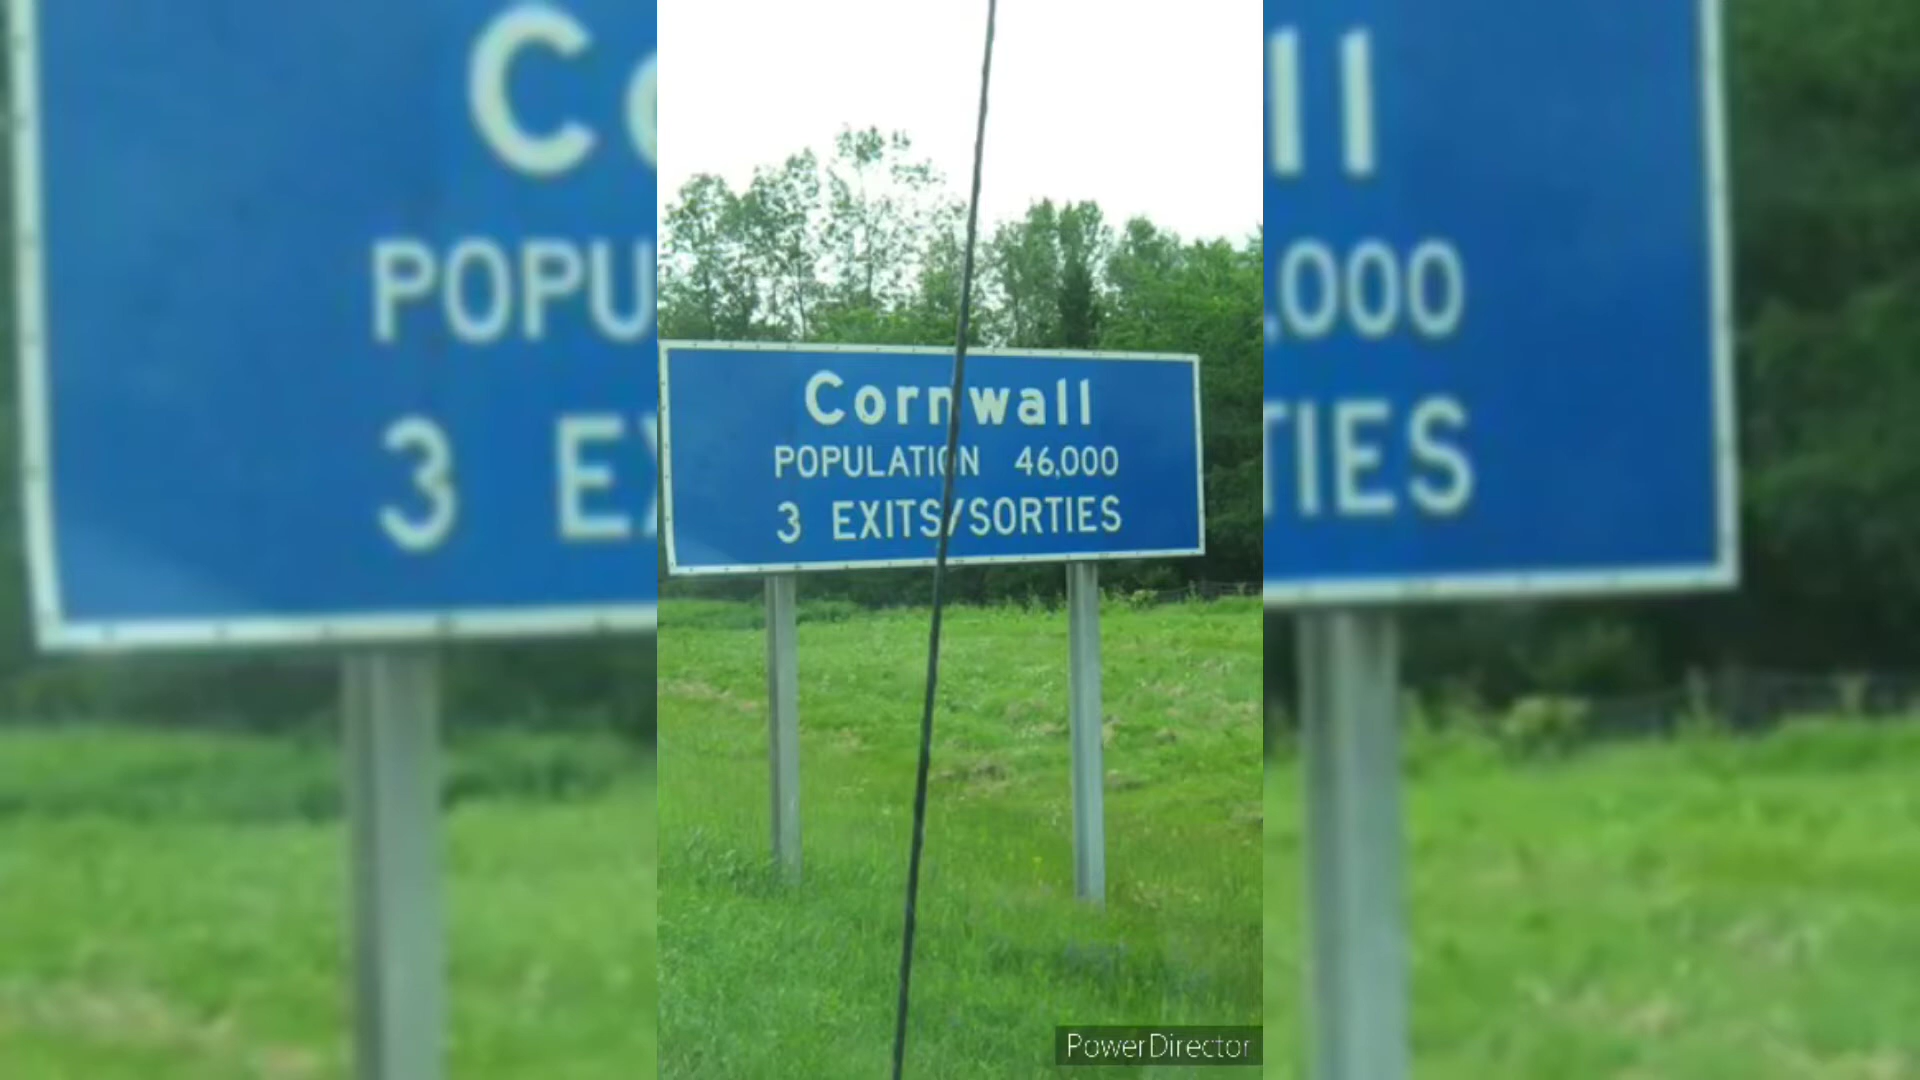 Cornwall
POPULATION 46,000
3 EXITS/SORTIES
PowerDirector